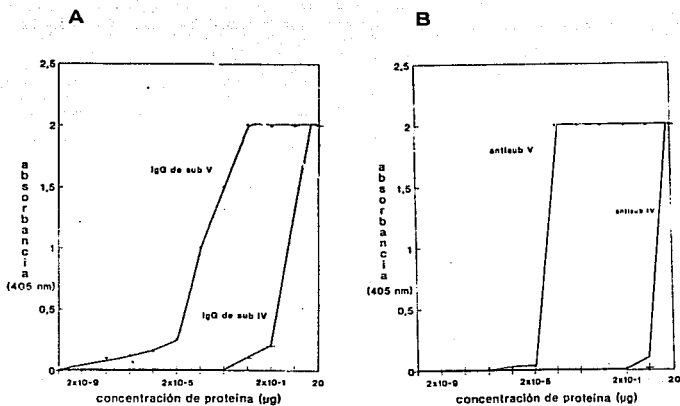 A
2,5
2
1,5
1
0,5
0
absorbancia
(405 nm)
IgG de sub V
IgG de sub IV
2x10-9
2x10-5
2x10-1
20
concentración de proteína (µg)
B
2,5
2
1,5
1
0,5
0
absorbancia
(405 nm)
antisub V
antisub IV
2x10-9
2x10-5
2x10-1
20
concentración de proteína (µg)